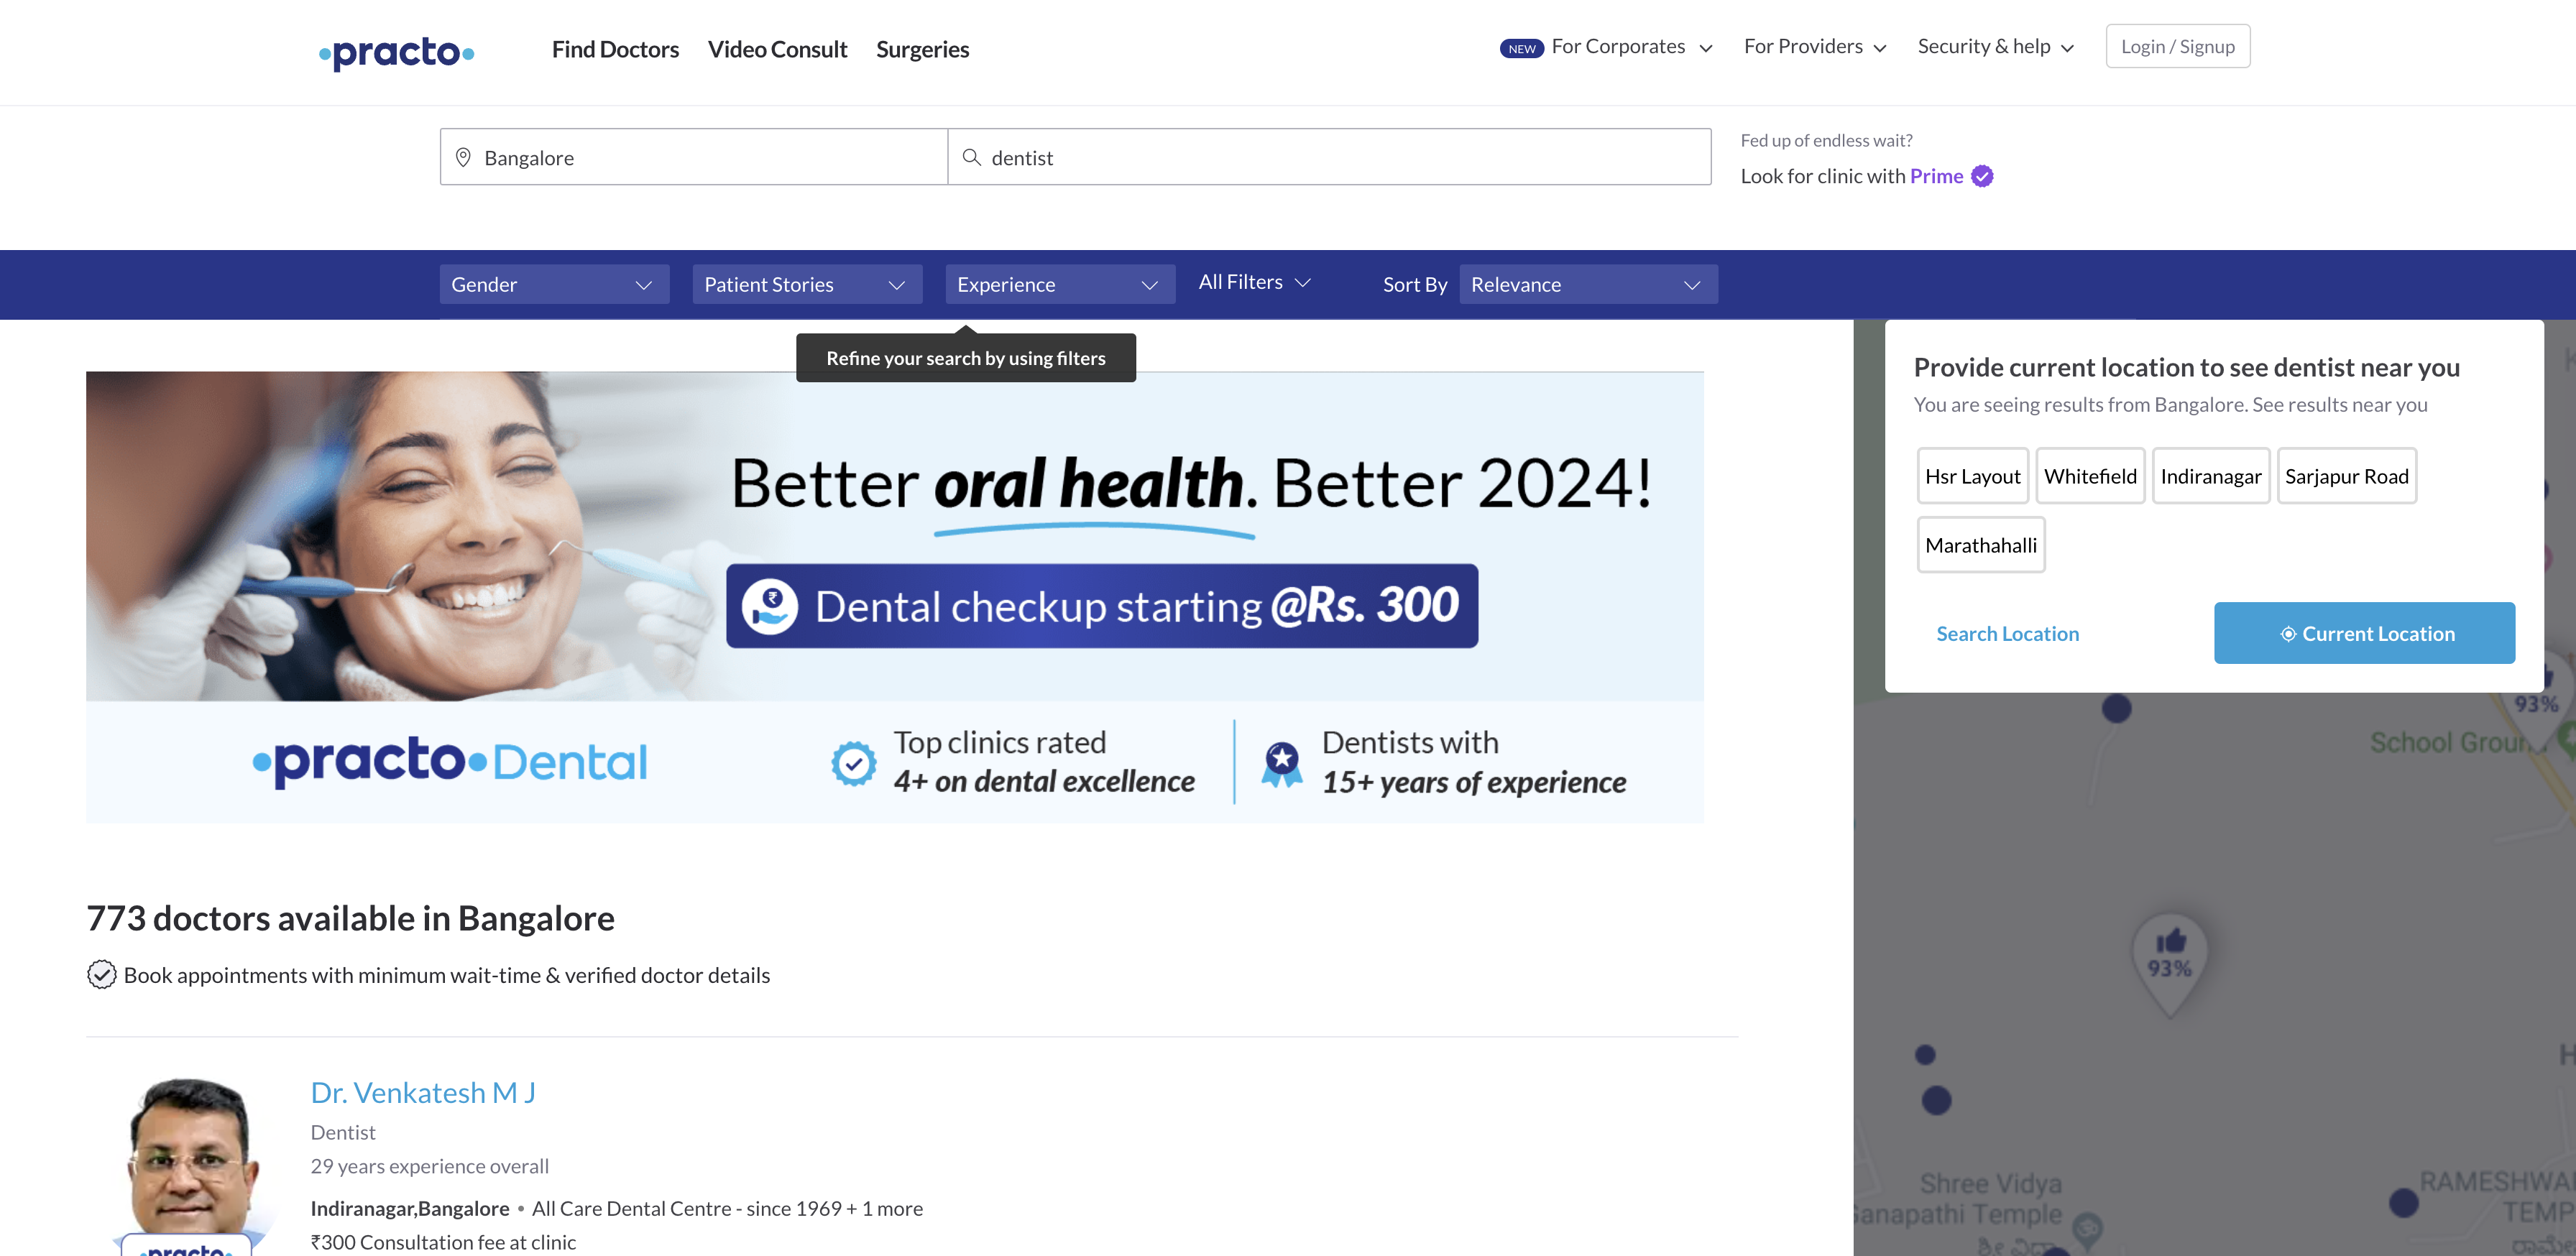 practo
Find Doctors
Video Consult
Surgeries
NEW For Corporates
For Providers
Security & help
Login / Signup
Bangalore
dentist
Fed up of endless wait?
Look for clinic with Prime
Gender
Patient Stories
Experience
All Filters
Sort By
Relevance
Refine your search by using filters
Better oral health. Better 2024!
Dental checkup starting @Rs. 300
practo Dental
Top clinics rated
4+ on dental excellence
Dentists with
15+ years of experience
773 doctors available in Bangalore
Book appointments with minimum wait-time & verified doctor details
Dr. Venkatesh M J
Dentist
29 years experience overall
Indiranagar,Bangalore • All Care Dental Centre - since 1969 + 1 more
₹300 Consultation fee at clinic
practo
Provide current location to see dentist near you
You are seeing results from Bangalore. See results near you
Hsr Layout
Whitefield
Indiranagar
Sarjapur Road
Marathahalli
Search Location
Current Location
93%
School Groun
93%
H
Shree Vidya
Ganapathi Temple
RAMESHWA
TEMP